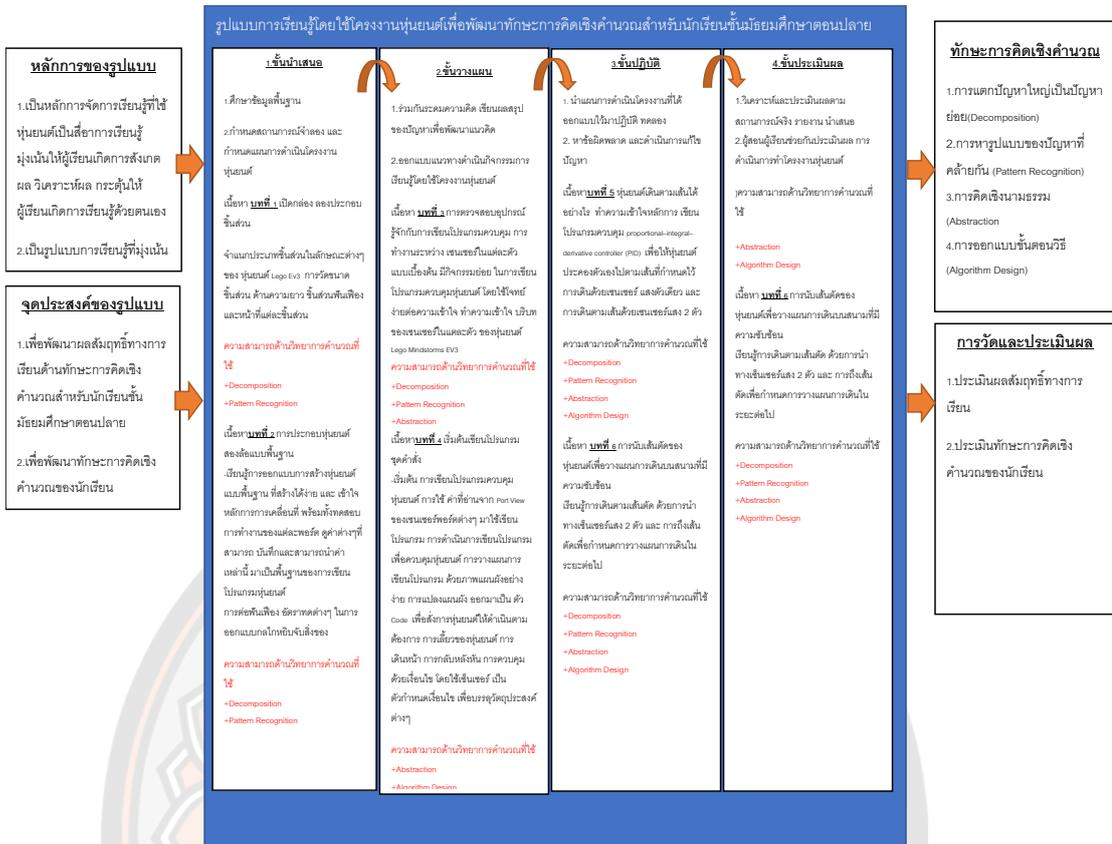 รูปแบบการเรียนรู้โดยใช้โครงงานหุ่นยนต์เพื่อพัฒนาทักษะการคิดเชิงคำนวณสำหรับนักเรียนชั้นมัธยมศึกษาตอนปลาย
หลักการของรูปแบบ
1.เป็นหลักการจัดการเรียนรู้ที่ใช้
หุ่นยนต์เป็นสื่อการเรียนรู้
มุ่งเน้นให้ผู้เรียนเกิดการสังเกต
ผล วิเคราะห์ผล กระตุ้นให้
ผู้เรียนเกิดการเรียนรู้ด้วยตนเอง
2.เป็นรูปแบบการเรียนรู้ที่มุ่งเน้น
จุดประสงค์ของรูปแบบ
1.เพื่อพัฒนาผลสัมฤทธิ์ทางการ
เรียนด้านทักษะการคิดเชิง
คำนวณสำหรับนักเรียนชั้น
มัธยมศึกษาตอนปลาย
2.เพื่อพัฒนาทักษะการคิดเชิง
คำนวณของนักเรียน
1.ขั้นนำเสนอ
1.ศึกษาข้อมูลพื้นฐาน
2.กำหนดสถานการณ์จำลอง และ
กำหนดแผนการดำเนินโครงงาน
หุ่นยนต์
เนื้อหา บทที่ 1 เปิดกล่อง ลองประกอบ
ชิ้นส่วน
จำแนกประเภทชิ้นส่วนในลักษณะต่างๆ
ของ หุ่นยนต์ Lego Ev3 การวัดขนาด
ชิ้นส่วน ด้านความยาว ชิ้นส่วนฟันเฟือง
และหน้าที่แต่ละชิ้นส่วน
ความสามารถด้านวิทยาการคำนวณที่
ใช้
+Decomposition
+Pattern Recognition
เนื้อหาบทที่ 2 การประกอบหุ่นยนต์
สองล้อแบบพื้นฐาน
-เรียนรู้การออกแบบการสร้างหุ่นยนต์
แบบพื้นฐาน ที่สร้างได้ง่าย และ เข้าใจ
หลักการการเคลื่อนที่ พร้อมทั้งทดสอบ
การทำงานของแต่ละพอร์ต ดูค่าต่างๆที่
สามารถ บันทึกและสามารถนำค่า
เหล่านี้ มาเป็นพื้นฐานของการเขียน
โปรแกรมหุ่นยนต์
การต่อฟันเฟือง อัตราทดต่างๆ ในการ
ออกแบบกลไกหยิบจับสิ่งของ
ความสามารถด้านวิทยาการคำนวณที่
ใช้
+Decomposition
+Pattern Recognition
2.ขั้นวางแผน
1.ร่วมกันระดมความคิด เขียนผลสรุป
ของปัญหาเพื่อพัฒนาแนวคิด
2.ออกแบบแนวทางดำเนินกิจกรรมการ
เรียนรู้โดยใช้โครงงานหุ่นยนต์
เนื้อหา บทที่ 3 การตรวจสอบอุปกรณ์
รู้จักกับการเขียนโปรแกรมควบคุม การ
ทำงานระหว่าง เซนเซอร์ในแต่ละตัว
แบบเบื้องต้น มีกิจกรรมย่อย ในการเขียน
โปรแกรมควบคุมหุ่นยนต์ โดยใช้โจทย์
ง่ายต่อความเข้าใจ ทำความเข้าใจ บริบท
ของเซนเซอร์ในแตละตัว ของหุ่นยนต์
Lego Mindstorms EV3
ความสามารถด้านวิทยาการคำนวณที่ใช้
+Decomposition
+Pattern Recognition
+Abstraction
เนื้อหาบทที่ 4 เริ่มต้นเขียนโปรแกรม
ชุดคำสั่ง
-เริ่มต้น การเขียนโปรแกรมควบคุม
หุ่นยนต์ การใช้ ค่าที่อ่านจาก Port View
ของเซนเซอร์พอร์ตต่างๆ มาใช้เขียน
โปรแกรม การดำเนินการเขียนโปรแกรม
เพื่อควบคุมหุ่นยนต์ การวางแผนการ
เขียนโปรแกรม ด้วยภาพแผนผังอย่าง
ง่าย การแปลงแผนผัง ออกมาเป็น ตัว
Code เพื่อสั่งการหุ่นยนต์ให้ดำเนินตาม
ต้องการ การเลี้ยวของหุ่นยนต์ การ
เดินหน้า การกลับหลังหัน การควบคุม
ด้วยเงื่อนไข โดยใช้เซ็นเซอร์ เป็น
ตัวกำหนดเงื่อนไข เพื่อบรรลุวัตถุประสงค์
ต่างๆ
ความสามารถด้านวิทยาการคำนวณที่ใช้
+Abstraction
+Algorithm Design
3.ขั้นปฏิบัติ
1. นำแผนการดำเนินโครงงานที่ได้
ออกแบบไว้มาปฏิบัติ ทดลอง
2. หาข้อผิดพลาด และดำเนินการแก้ไข
ปัญหา
เนื้อหาบทที่ 5 หุ่นยนต์เดินตามเส้นได้
อย่างไร ทำความเข้าใจหลักการ เขียน
โปรแกรมควบคุม proportional–integral–
derivative controller (PID) เพื่อให้หุ่นยนต์
ประคองตัวเองไปตามเส้นที่กำหนดไว้
การเดินด้วยเซนเซอร์ แสงตัวเดียว และ
การเดินตามเส้นด้วยเซนเซอร์แสง 2 ตัว
ความสามารถด้านวิทยาการคำนวณที่ใช้
+Decomposition
+Pattern Recognition
+Abstraction
+Algorithm Design
เนื้อหา บทที่ 6 การนับเส้นตัดของ
หุ่นยนต์เพื่อวางแผนการเดินบนสนามที่มี
ความซับซ้อน
เรียนรู้การเดินตามเส้นตัด ด้วยการนำ
ทางเซ็นเซอร์แสง 2 ตัว และ การถึงเส้น
ตัดเพื่อกำหนดการวางแผนการเดินใน
ระยะต่อไป
ความสามารถด้านวิทยาการคำนวณที่ใช้
+Decomposition
+Pattern Recognition
+Abstraction
+Algorithm Design
4.ขั้นประเมินผล
1.วิเคราะห์และประเมินผลตาม
สถานการณ์จริง รายงาน นำเสนอ
2.ผู้สอนผู้เรียนช่วยกันประเมินผล การ
ดำเนินการทำโครงงานหุ่นยนต์
)ความสามารถด้านวิทยาการคำนวณที่
ใช้
+Abstraction
+Algorithm Design
เนื้อหา บทที่ 6 การนับเส้นตัดของ
หุ่นยนต์เพื่อวางแผนการเดินบนสนามที่มี
ความซับซ้อน
เรียนรู้การเดินตามเส้นตัด ด้วยการนำ
ทางเซ็นเซอร์แสง 2 ตัว และ การถึงเส้น
ตัดเพื่อกำหนดการวางแผนการเดินใน
ระยะต่อไป
ความสามารถด้านวิทยาการคำนวณที่ใช้
+Decomposition
+Pattern Recognition
+Abstraction
+Algorithm Design
ทักษะการคิดเชิงคำนวณ
1.การแตกปัญหาใหญ่เป็นปัญหา
ย่อย(Decomposition)
2.การหารูปแบบของปัญหาที่
คล้ายกัน (Pattern Recognition)
3.การคิดเชิงนามธรรม
(Abstraction
4.การออกแบบขั้นตอนวิธี
(Algorithm Design)
การวัดและประเมินผล
1.ประเมินผลสัมฤทธิ์ทางการ
เรียน
2.ประเมินทักษะการคิดเชิง
คำนวณของนักเรียน